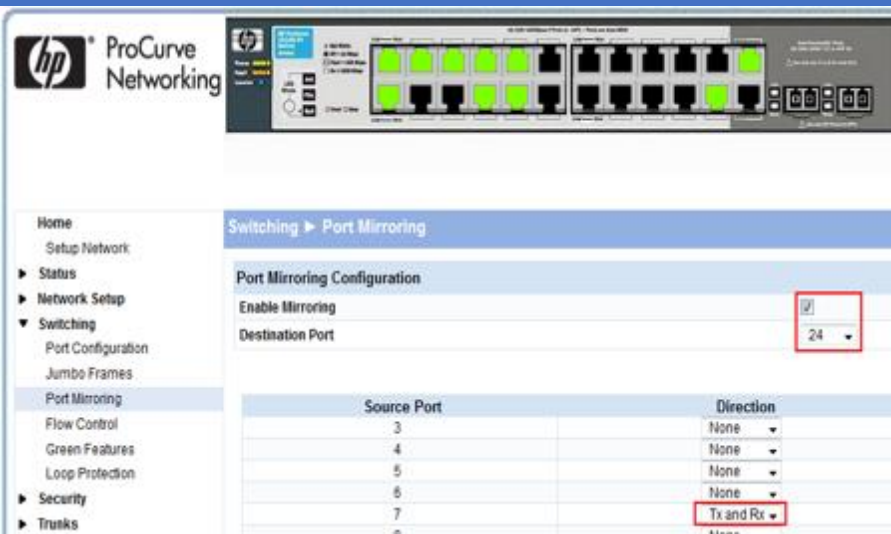 hp
ProCurve
Networking
Home
Setup Network
Status
Network Setup
Switching
Port Configuration
Jumbo Frames
Port Mirroring
Flow Control
Green Features
Loop Protection
Security
Trunks
Switching ► Port Mirroring
Port Mirroring Configuration
Enable Mirroring
Destination Port 24
Source Port Direction
3 None
4 None
5 None
6 None
7 Tx and Rx